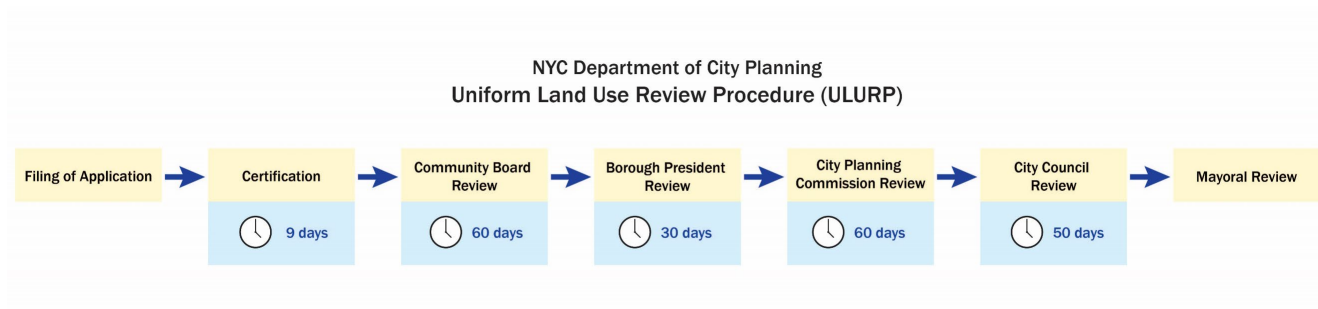 NYC Department of City Planning
Uniform Land Use Review Procedure (ULURP)
Filing of Application
Certification
9 days
Community Board
Review
60 days
Borough President
Review
30 days
City Planning
Commission Review
60 days
City Council
Review
50 days
Mayoral Review